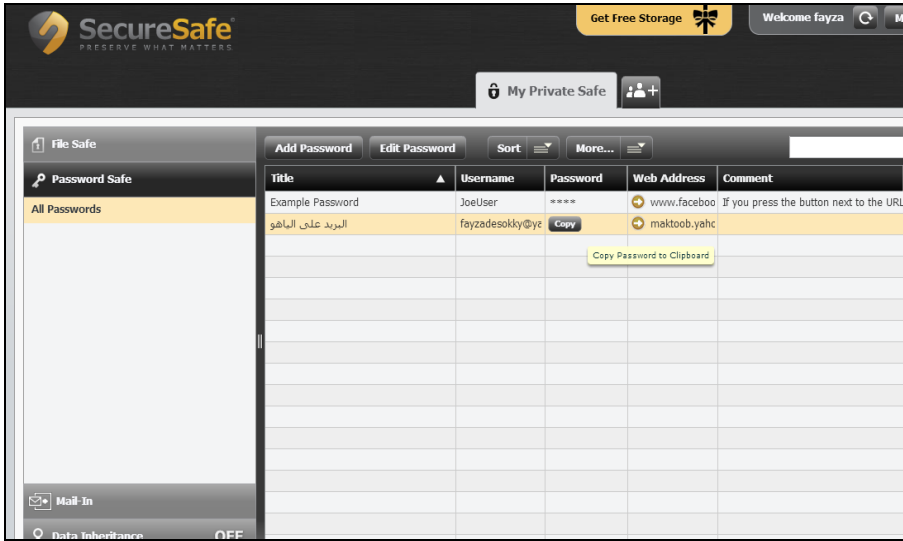 SecureSafe
PRESERVE WHAT MATTERS
Get Free Storage
Welcome fayza
My Private Safe
File Safe
Password Safe
All Passwords
Mail-In
Data Inheritance OFF
Add Password Edit Password Sort More...
Title Username Password Web Address Comment
Example Password JoeUser **** www.faceboo If you press the button next to the URL
البريد على الياهو fayzadesokky@ya Copy maktoob.yahc
Copy Password to Clipboard